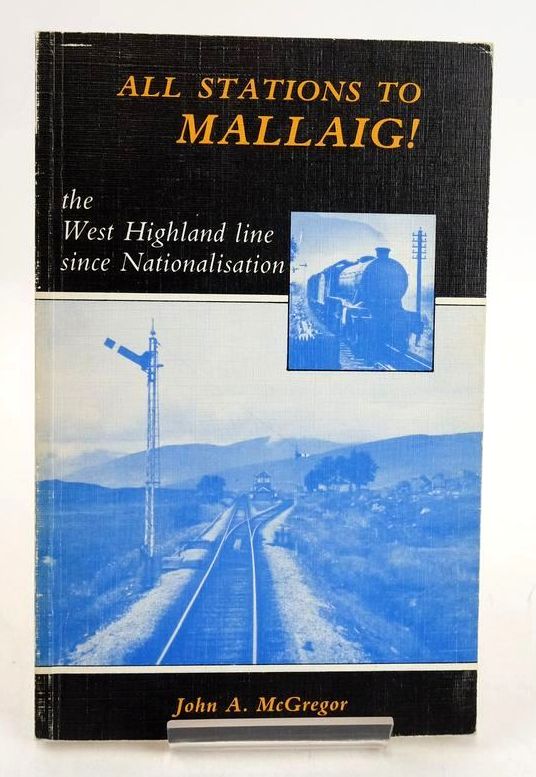 ALL STATIONS TO
MALLAIG!
the
West Highland line
since Nationalisation
John A. McGregor